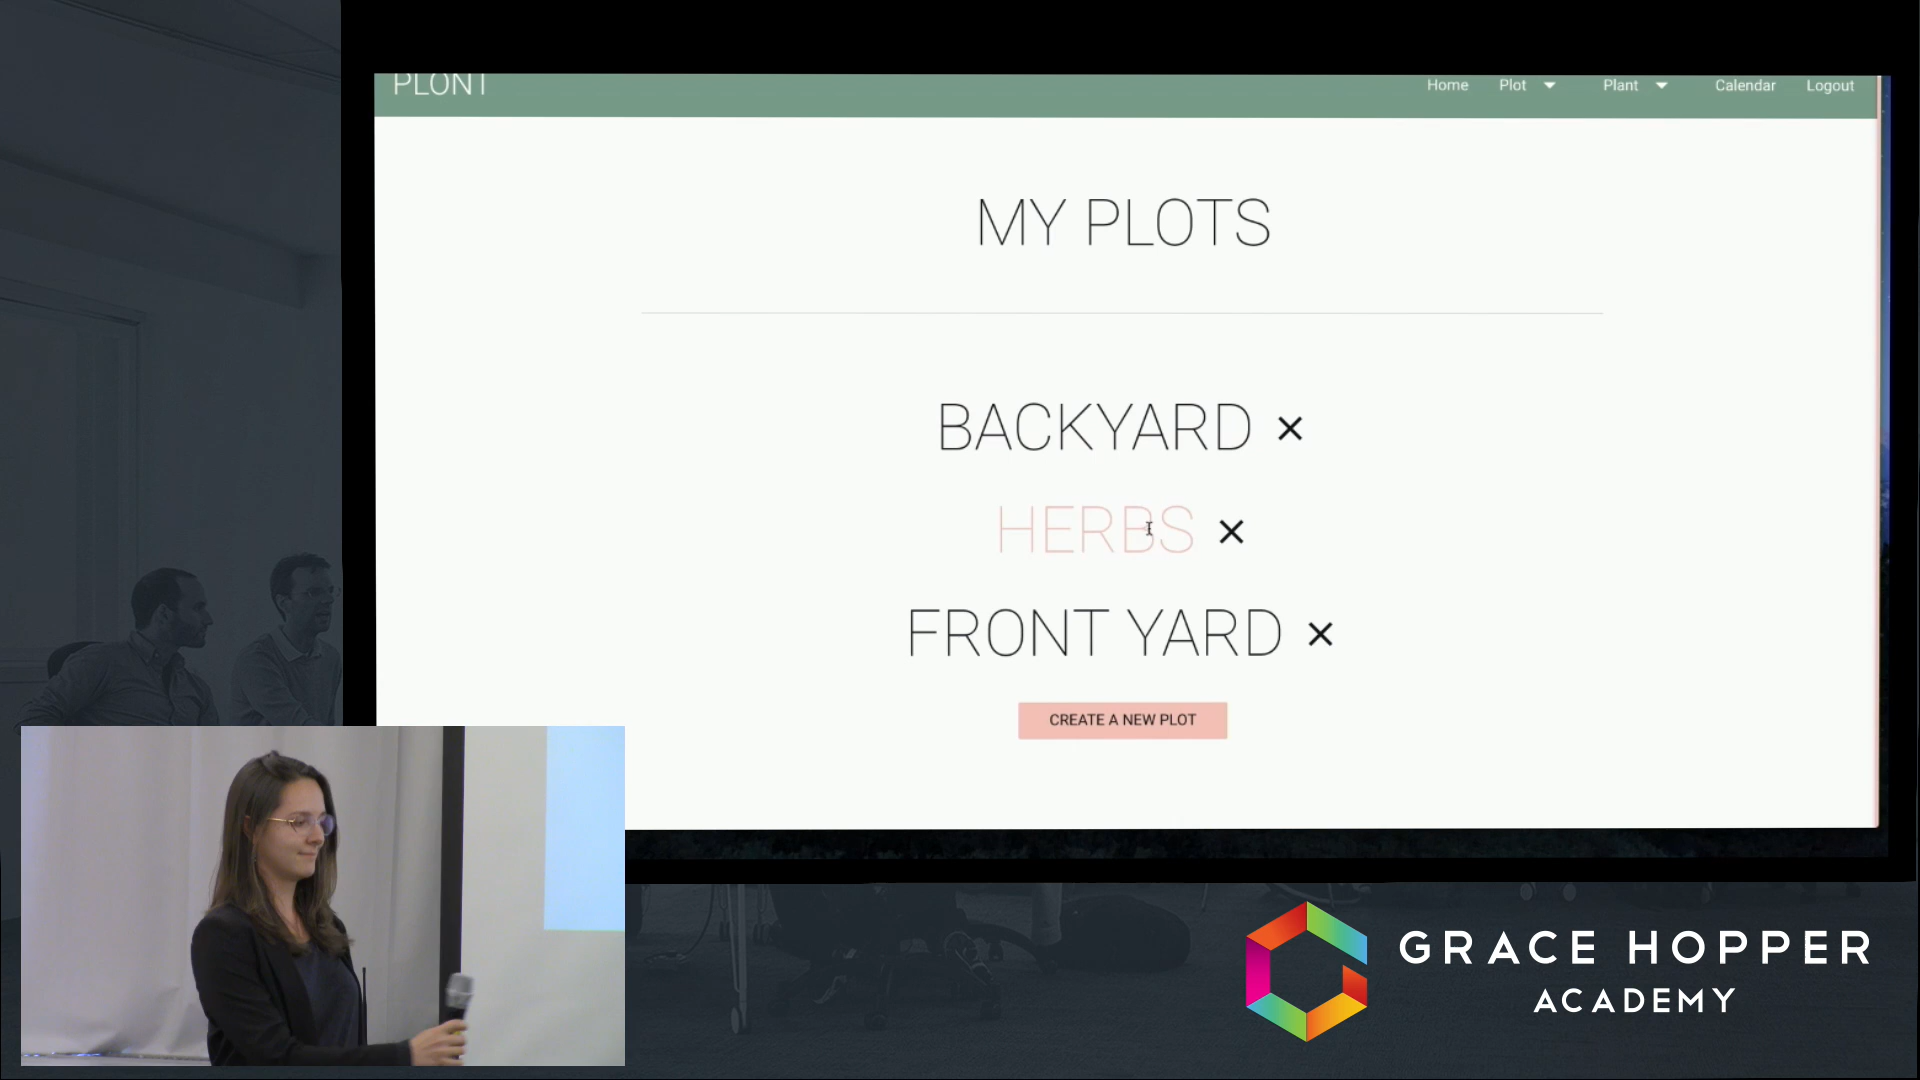 PLONT
Home Plot Plant Calendar Logout
MY PLOTS
BACKYARD ×
HERBS ×
FRONT YARD ×
CREATE A NEW PLOT
GRACE HOPPER
ACADEMY